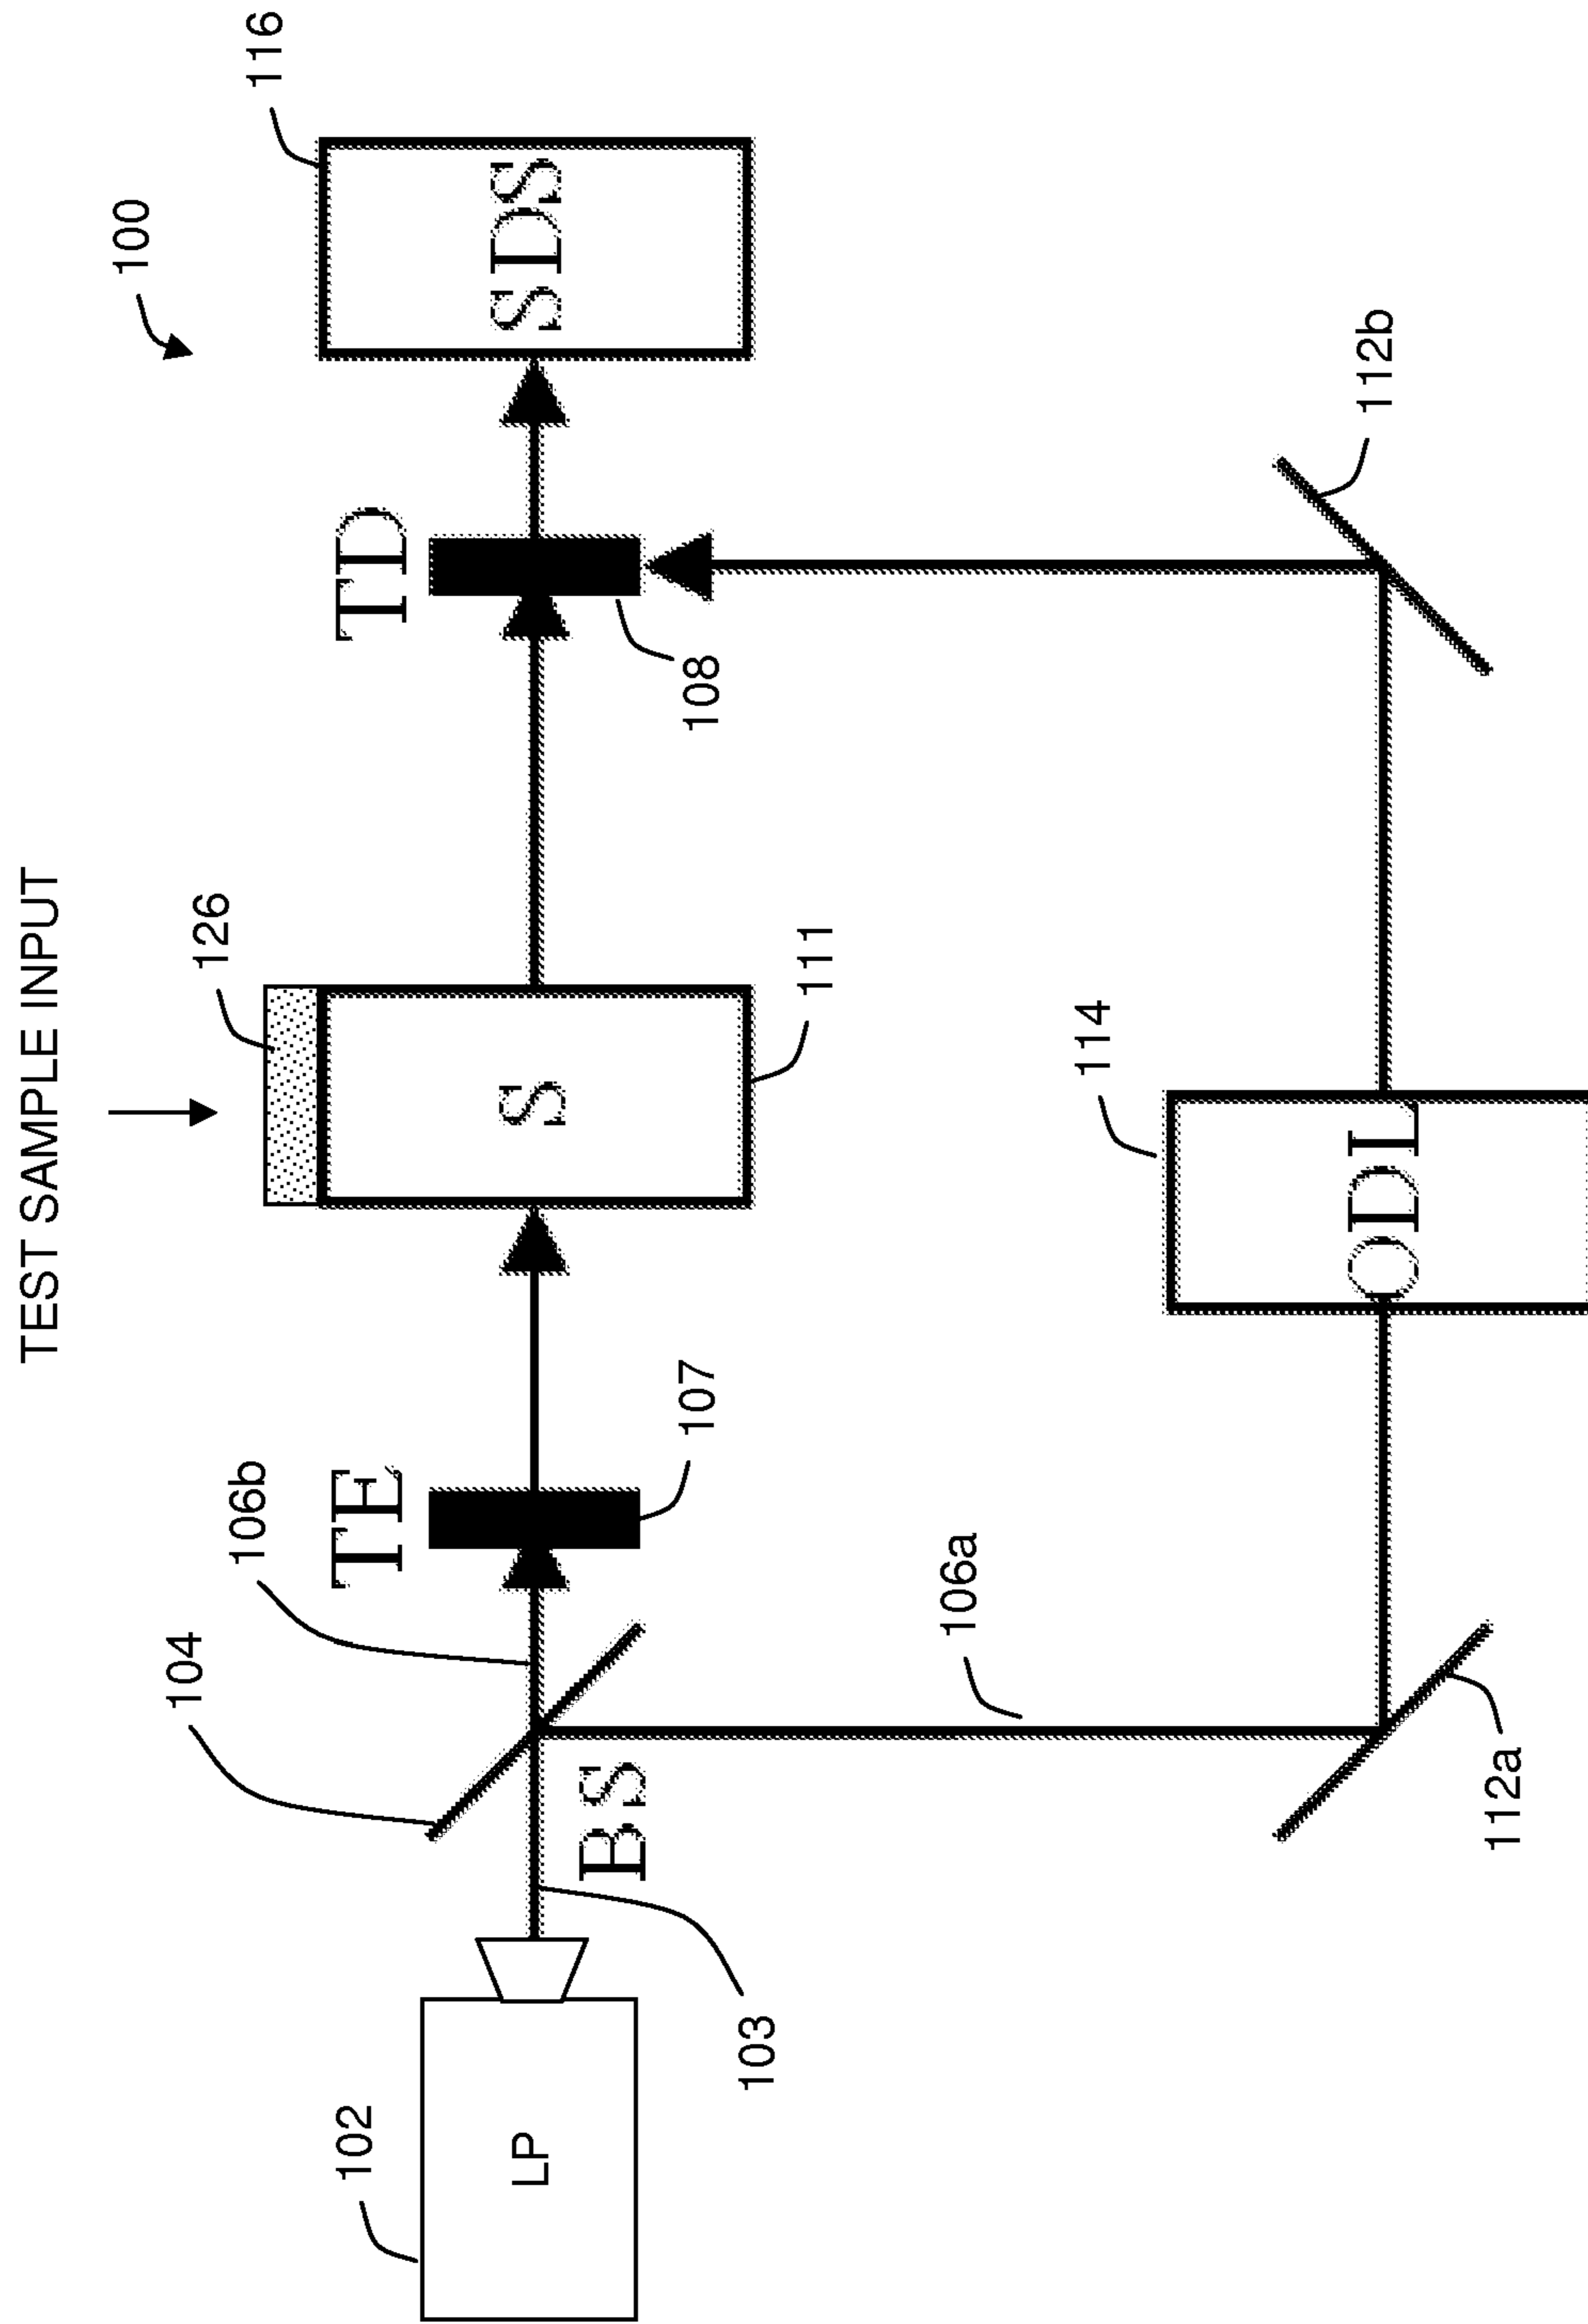 TEST SAMPLE INPUT
100
126
116
104
106b
102
TE
TD
SDS
S
LP
BS
103
107
111
108
106a
114
112b
ODL
112a